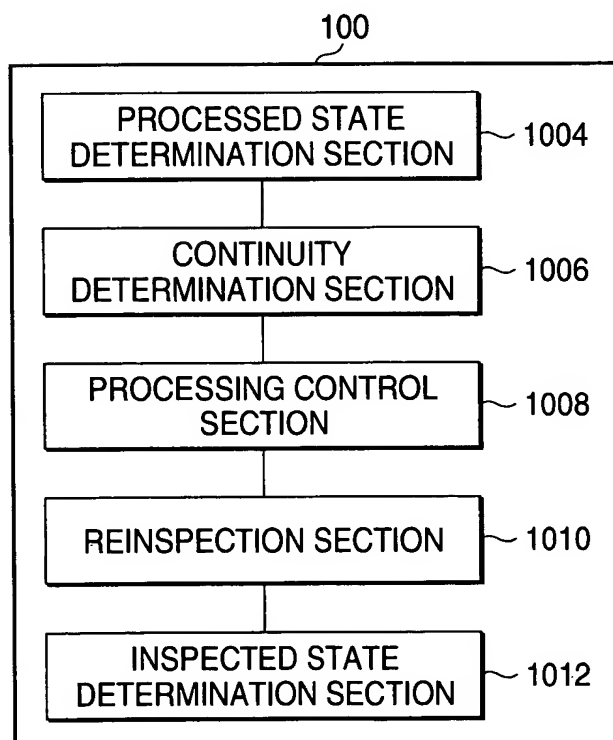 100
PROCESSED STATE
DETERMINATION SECTION
1004
CONTINUITY
DETERMINATION SECTION
1006
PROCESSING CONTROL
SECTION
1008
REINSPECTION SECTION
1010
INSPECTED STATE
DETERMINATION SECTION
1012